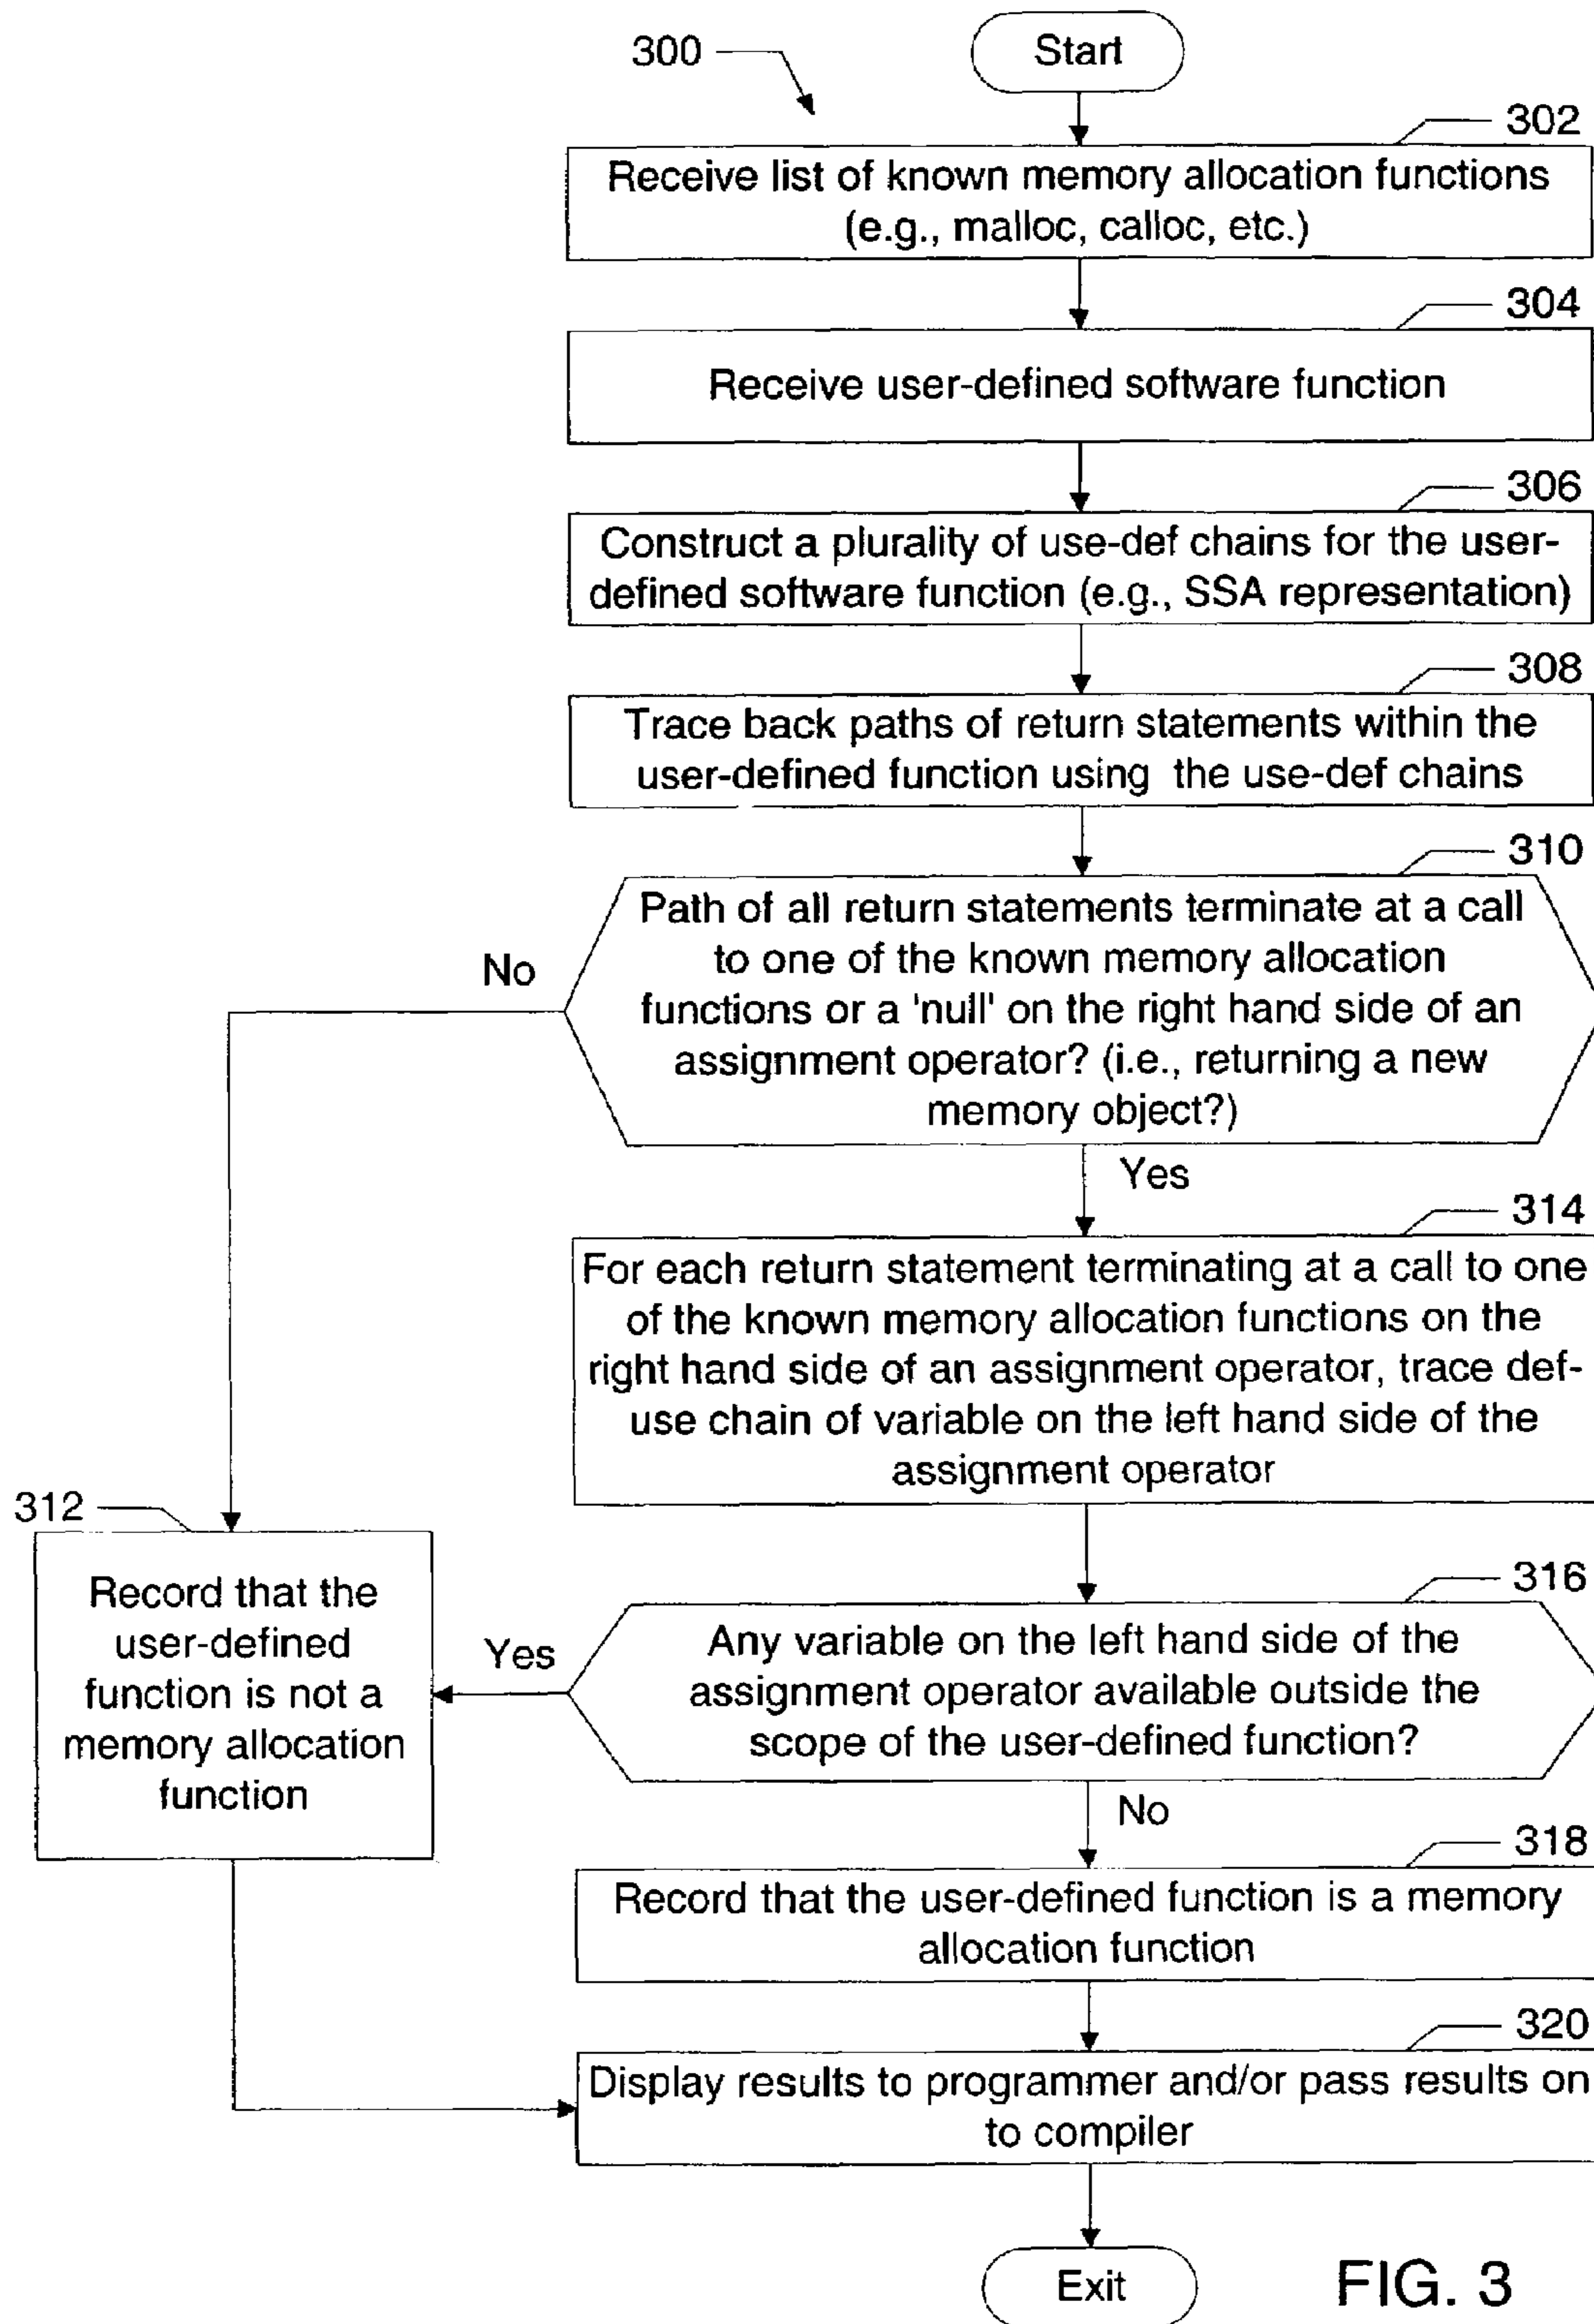 300
Start
302
Receive list of known memory allocation functions
(e.g., malloc, calloc, etc.)
304
Receive user-defined software function
306
Construct a plurality of use-def chains for the user-
defined software function (e.g., SSA representation)
308
Trace back paths of return statements within the
user-defined function using the use-def chains
310
Path of all return statements terminate at a call
to one of the known memory allocation
functions or a 'null' on the right hand side of an
assignment operator? (i.e., returning a new
memory object?)
No
Yes
314
For each return statement terminating at a call to one
of the known memory allocation functions on the
right hand side of an assignment operator, trace def-
use chain of variable on the left hand side of the
assignment operator
312
Record that the
user-defined
function is not a
memory allocation
function
316
Any variable on the left hand side of the
assignment operator available outside the
scope of the user-defined function?
Yes
No
318
Record that the user-defined function is a memory
allocation function
320
Display results to programmer and/or pass results on
to compiler
Exit
FIG. 3